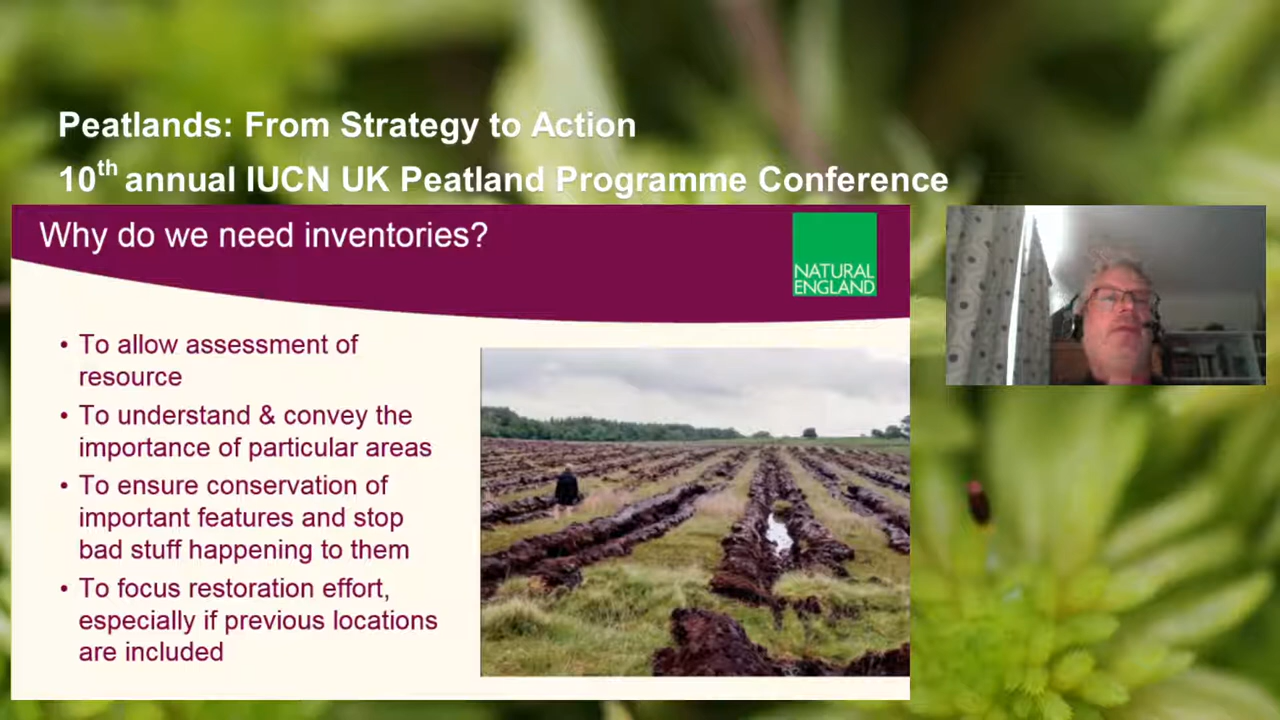 Peatlands: From Strategy to Action
10th annual IUCN UK Peatland Programme Conference
Why do we need inventories?
NATURAL
ENGLAND
• To allow assessment of
resource
• To understand & convey the
importance of particular areas
• To ensure conservation of
important features and stop
bad stuff happening to them
• To focus restoration effort,
especially if previous locations
are included